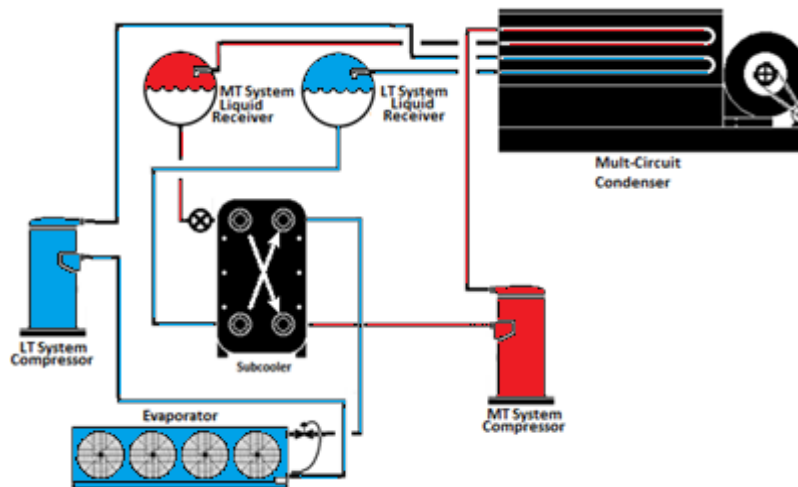 MT System
Liquid
Receiver
LT System
Liquid
Receiver
Mult-Circuit
Condenser
LT System
Compressor
Subcooler
MT System
Compressor
Evaporator